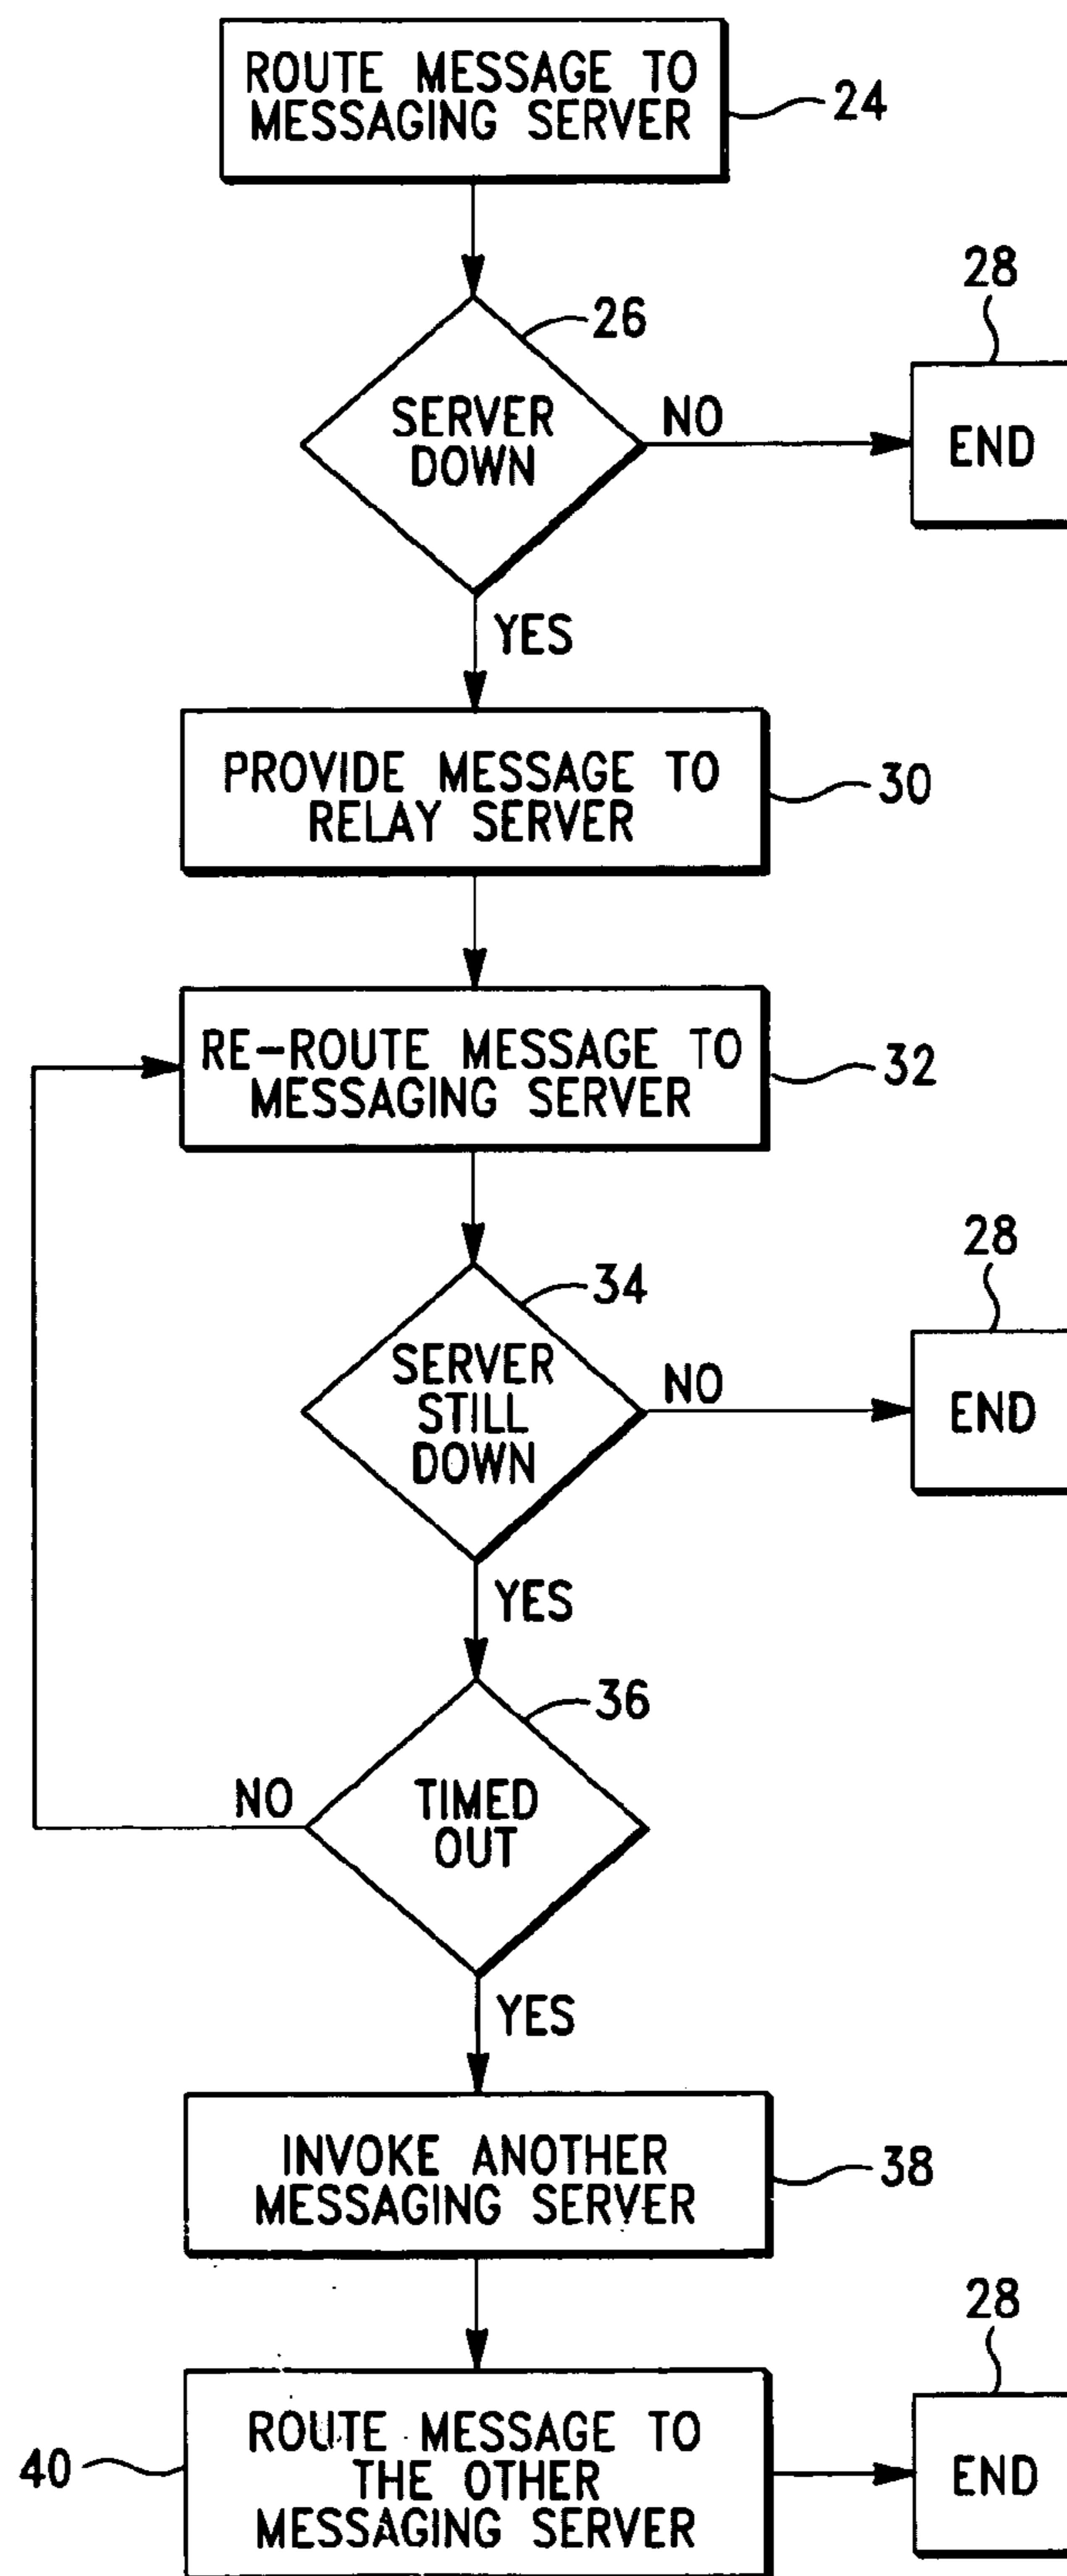 ROUTE MESSAGE TO
MESSAGING SERVER
24
26
28
SERVER
DOWN
NO
END
YES
PROVIDE MESSAGE TO
RELAY SERVER
30
RE-ROUTE MESSAGE TO
MESSAGING SERVER
32
28
34
SERVER
STILL
DOWN
NO
END
YES
36
NO
TIMED
OUT
YES
INVOKE ANOTHER
MESSAGING SERVER
38
28
40
ROUTE MESSAGE TO
THE OTHER
MESSAGING SERVER
END